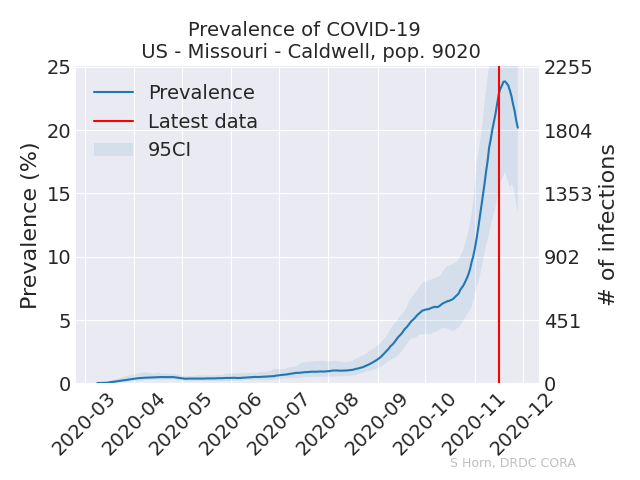 Prevalence of COVID-19
US - Missouri - Caldwell, pop. 9020
Prevalence
Latest data
95CI
Prevalence (%)
25
20
15
10
5
0
2255
1804
1353
902
451
0
# of infections
2020-03
2020-04
2020-05
2020-06
2020-07
2020-08
2020-09
2020-10
2020-11
2020-12
S Horn, DRDC CORA